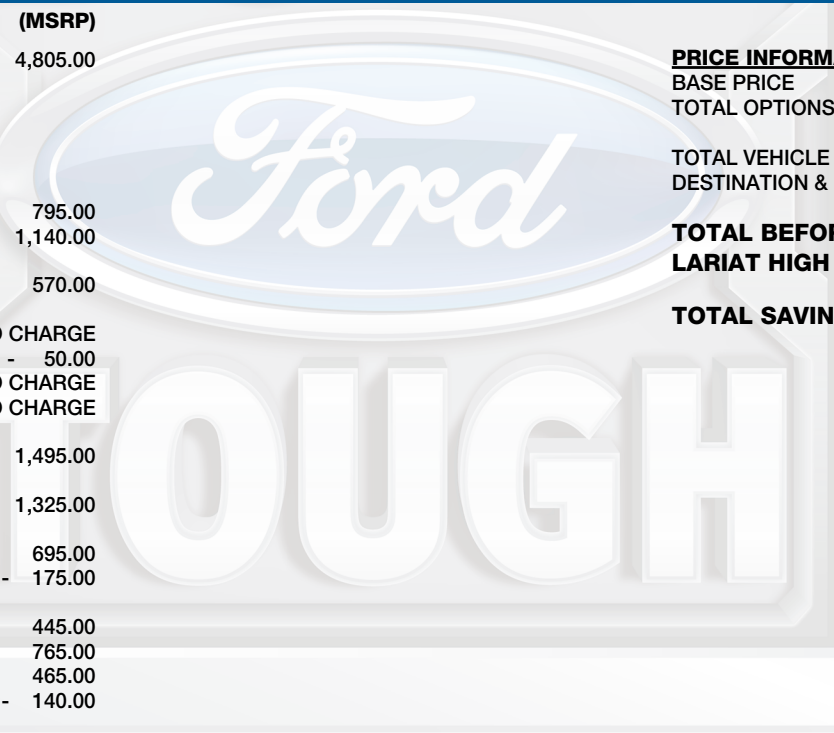 (MSRP)
4,805.00
795.00
1,140.00
570.00
CHARGE
- 50.00
CHARGE
CHARGE
1,495.00
1,325.00
695.00
- 175.00
445.00
765.00
465.00
- 140.00
PRICE INFORMA
BASE PRICE
TOTAL OPTIONS
TOTAL VEHICLE
DESTINATION &
TOTAL BEFOR
LARIAT HIGH
TOTAL SAVIN
Ford
TOUGH